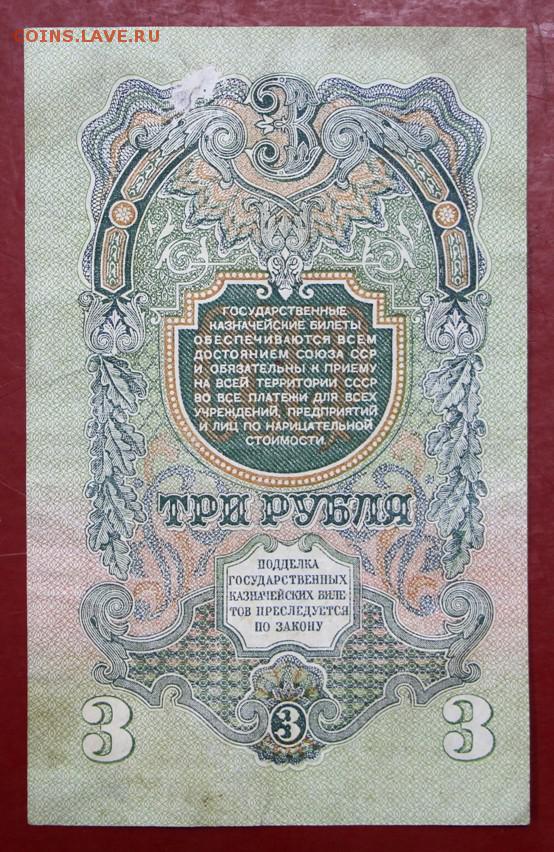 COINS.LAVE.RU
3
ГОСУДАРСТВЕННЫЕ
КАЗНАЧЕЙСКИЕ БИЛЕТЫ
ОБЕСПЕЧИВАЮТСЯ ВСЕМ
ДОСТОЯНИЕМ СОЮЗА ССР
И ОБЯЗАТЕЛЬНЫ К ПРИЕМУ
НА ВСЕЙ ТЕРРИТОРИИ СССР
ВО ВСЕ ПЛАТЕЖИ ДЛЯ ВСЕХ
УЧРЕЖДЕНИЙ, ПРЕДПРИЯТИЙ
И ЛИЦ ПО НАРИЦАТЕЛЬНОЙ
СТОИМОСТИ.
ТРИ РУБЛЯ
ПОДДЕЛКА
ГОСУДАРСТВЕННЫХ
КАЗНАЧЕЙСКИХ БИЛЕ
ТОВ ПРЕСЛЕДУЕТСЯ
ПО ЗАКОНУ
3 3 3